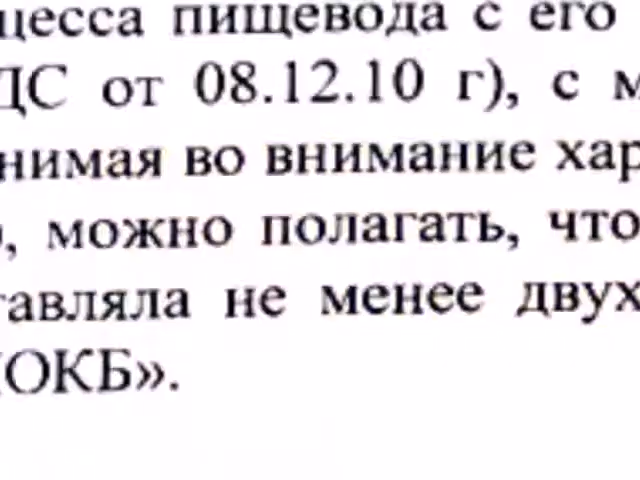 цесса пищевода с его
ДС от 08.12.10 г), с м
нимая во внимание хар
, можно полагать, что
тавляла не менее двух
ОКБ».